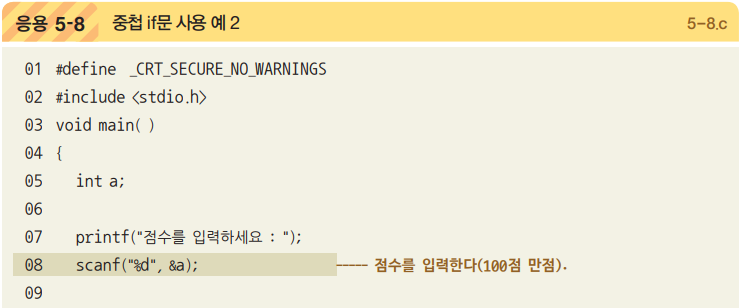 응용 5-8 중첩 if문 사용 예 2 5-8.c
01 #define _CRT_SECURE_NO_WARNINGS
02 #include <stdio.h>
03 void main( )
04 {
05 int a;
06
07 printf("점수를 입력하세요 : ");
08 scanf("%d", &a); ----- 점수를 입력한다(100점 만점).
09